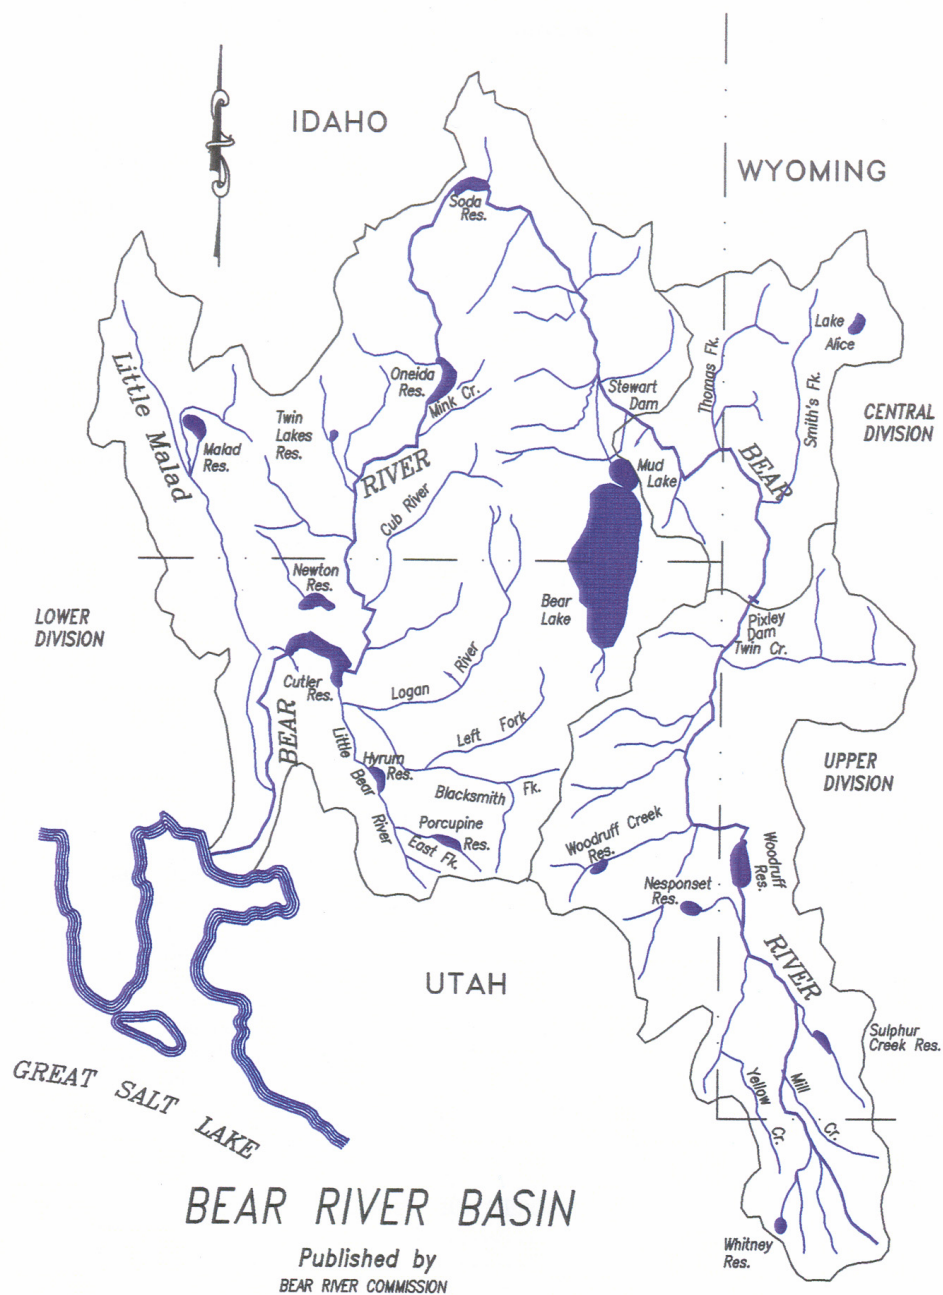 IDAHO
WYOMING
Soda
Res.
Lake
Alice
Thomas Fk.
Smith's Fk.
Little Malad
Oneida
Res.
Mink Cr.
Stewart
Dam
Twin
Lakes
Res.
Malad
Res.
CENTRAL
DIVISION
RIVER
BEAR
Mud
Lake
Cub River
Newton
Res.
Bear
Lake
LOWER
DIVISION
Pixley
Dam
Twin Cr.
Cutler
Res.
Logan River
BEAR
Little Bear River
Left Fork
Hyrum
Res.
UPPER
DIVISION
Blacksmith Fk.
Porcupine
Res.
East Fk.
Woodruff Creek
Res.
Woodruff
Res.
Nesponset
Res.
RIVER
UTAH
Sulphur
Creek Res.
GREAT SALT LAKE
Yellow Cr.
Mill Cr.
Whitney
Res.
BEAR RIVER BASIN
Published by
BEAR RIVER COMMISSION